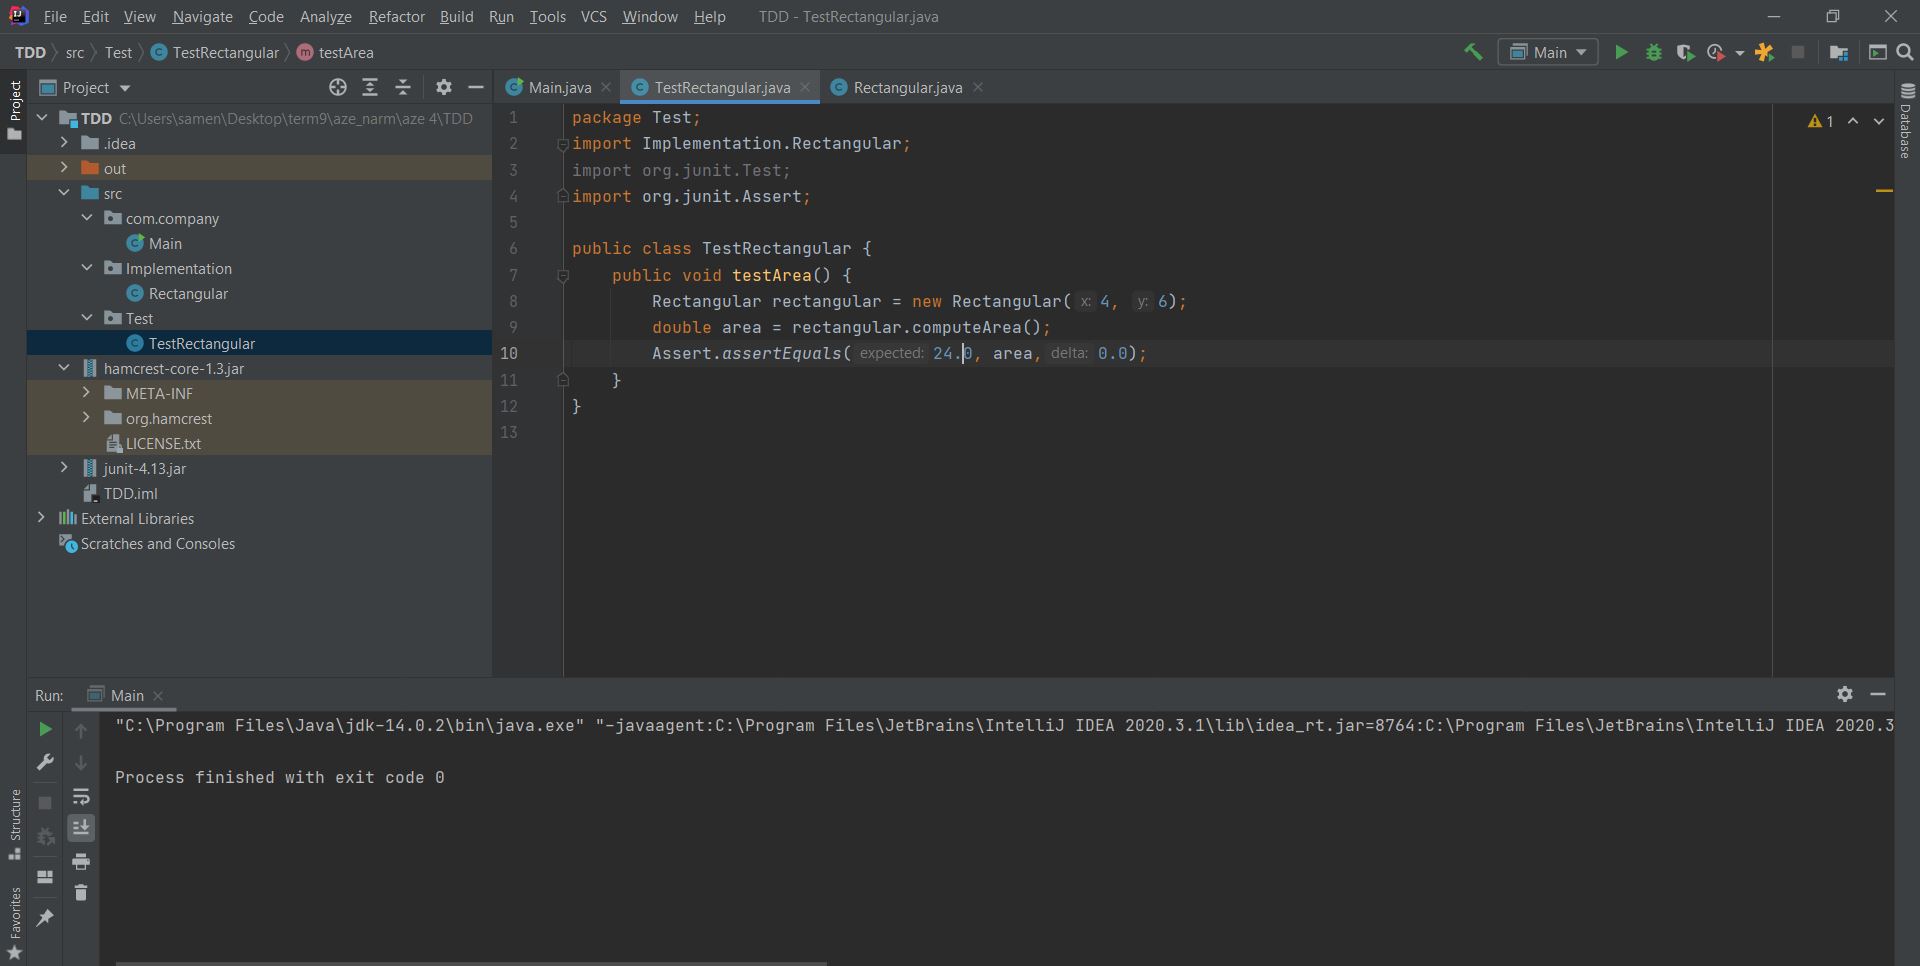 File Edit View Navigate Code Analyze Refactor Build Run Tools VCS Window Help TDD - TestRectangular.java
TDD src Test TestRectangular testArea Main
Project
Project
Main.java TestRectangular.java Rectangular.java
TDD C:\Users\samen\Desktop\term9\aze_narm\aze 4\TDD
.idea
out
src
com.company
Main
Implementation
Rectangular
Test
TestRectangular
hamcrest-core-1.3.jar
META-INF
org.hamcrest
LICENSE.txt
junit-4.13.jar
TDD.iml
External Libraries
Scratches and Consoles
1 package Test;
2 import Implementation.Rectangular;
3 import org.junit.Test;
4 import org.junit.Assert;
5
6 public class TestRectangular {
7 public void testArea() {
8 Rectangular rectangular = new Rectangular( x: 4, y: 6);
9 double area = rectangular.computeArea();
10 Assert.assertEquals( expected: 24.0, area, delta: 0.0);
11 }
12 }
13
1
Database
Run: Main
"C:\Program Files\Java\jdk-14.0.2\bin\java.exe" "-javaagent:C:\Program Files\JetBrains\IntelliJ IDEA 2020.3.1\lib\idea_rt.jar=8764:C:\Program Files\JetBrains\IntelliJ IDEA 2020.3
Process finished with exit code 0
Structure
Favorites